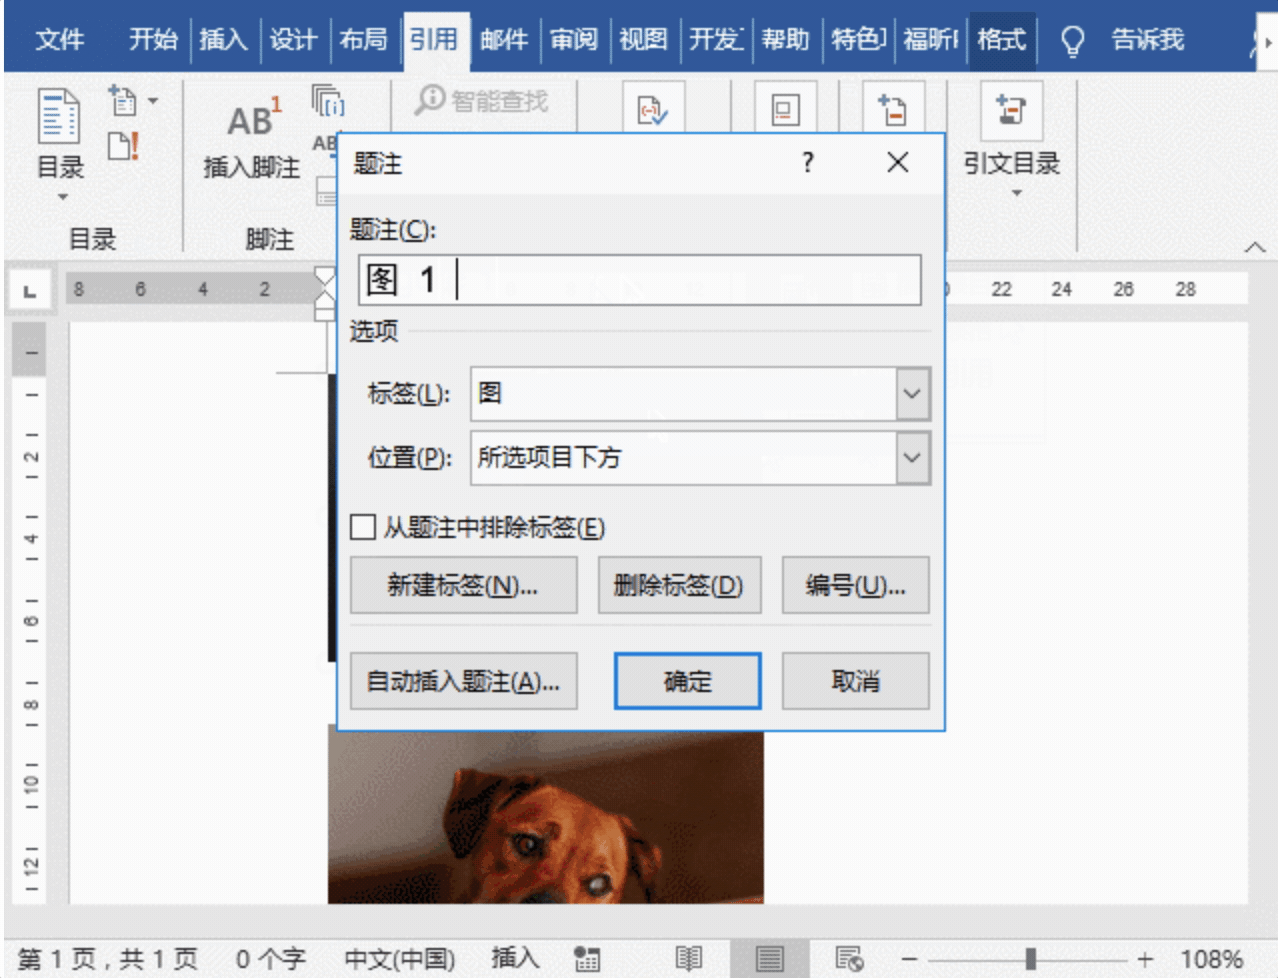 文件 开始 插入 设计 布局 引用 邮件 审阅 视图 开发 帮助 特色 福昕 格式 告诉我
目录
AB1
插入脚注
[i]
AB
智能查找
引文目录
目录
脚注
题注 ?
题注(C):
图 1
选项
标签(L): 图
位置(P): 所选项目下方
从题注中排除标签(E)
新建标签(N)... 删除标签(D) 编号(U)...
自动插入题注(A)... 确定 取消
8 6 4 2 22 24 26 28
2
4
6
8
10
12
第 1 页，共 1 页 0 个字 中文(中国) 插入 108%